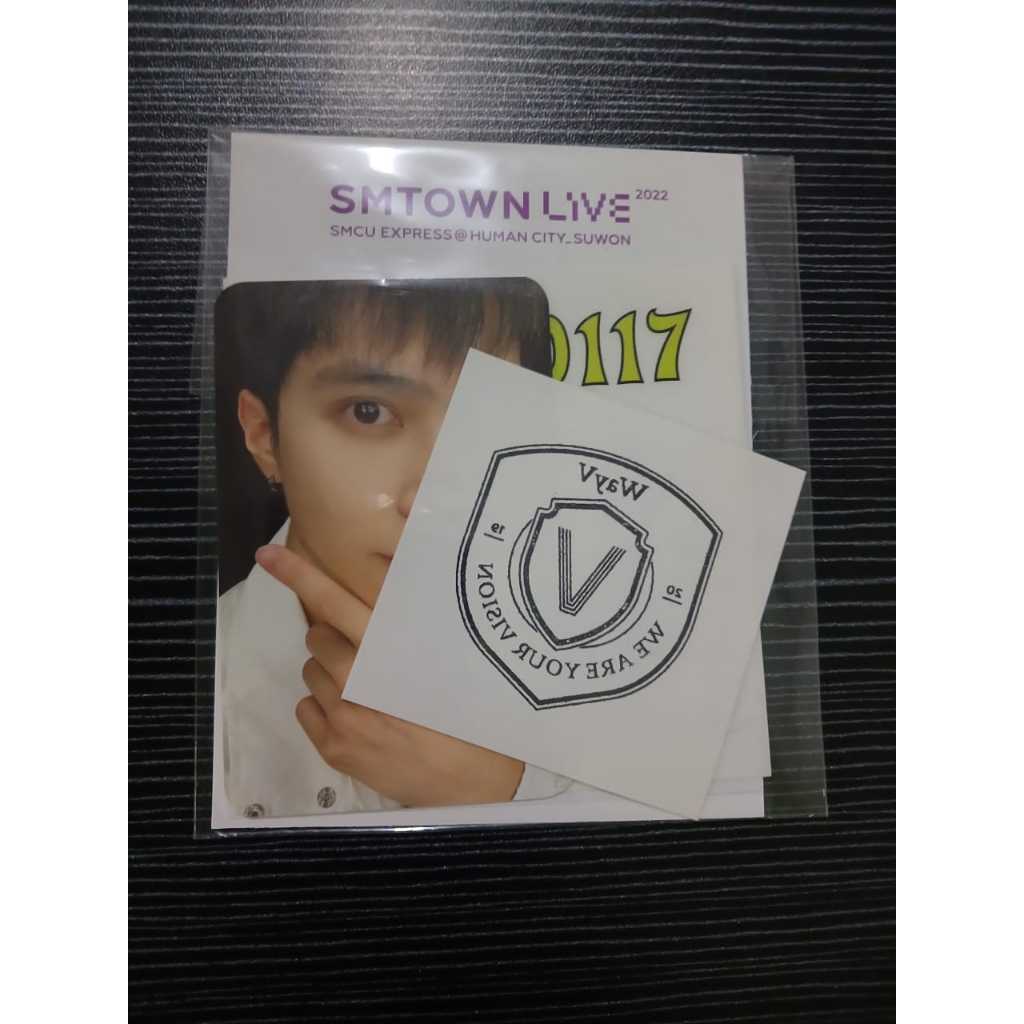 SMTOWN LIVE 2022
SMCU EXPRESS@HUMAN CITY_SUWON
0117
WayV
19
20
V
WE ARE YOUR VISION